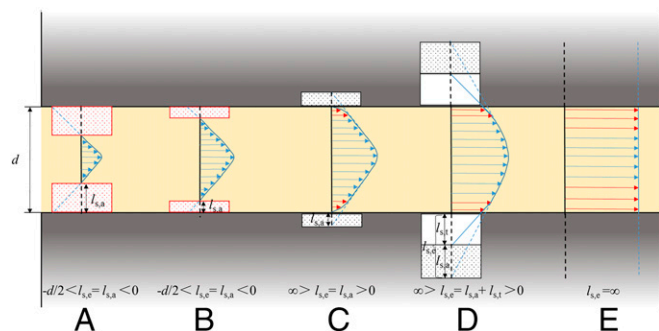 d
l_s,a
l_s,a
l_s,a
l_s,t
l_s,e
l_s,a
-d/2 < l_s,e = l_s,a < 0
-d/2 < l_s,e = l_s,a < 0
∞ > l_s,e = l_s,a > 0
∞ > l_s,e = l_s,a + l_s,t > 0
l_s,e = ∞
A
B
C
D
E